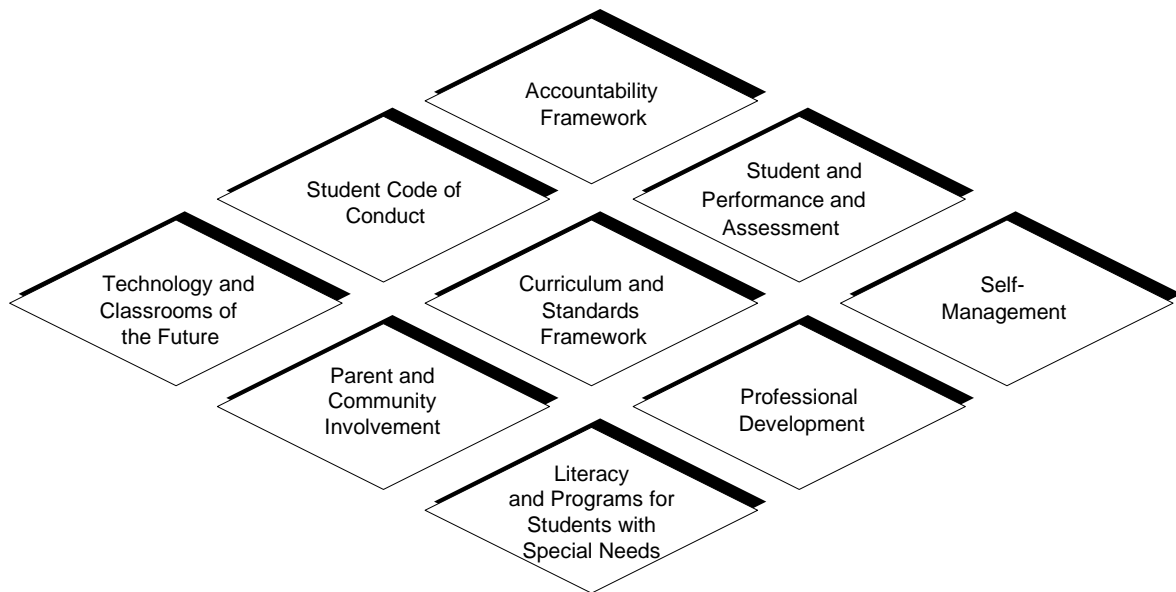 Accountability
Framework
Student Code of
Conduct
Student and
Performance and
Assessment
Technology and
Classrooms of
the Future
Curriculum and
Standards
Framework
Self-
Management
Parent and
Community
Involvement
Professional
Development
Literacy
and Programs for
Students with
Special Needs